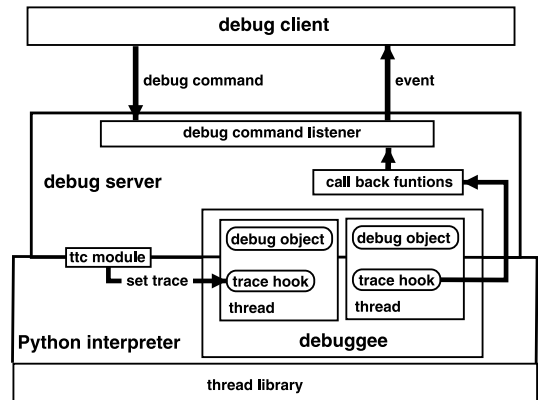 debug client
debug command
event
debug command listener
debug server
call back funtions
debug object
debug object
ttc module
set trace
trace hook
trace hook
thread
thread
Python interpreter
debuggee
thread library